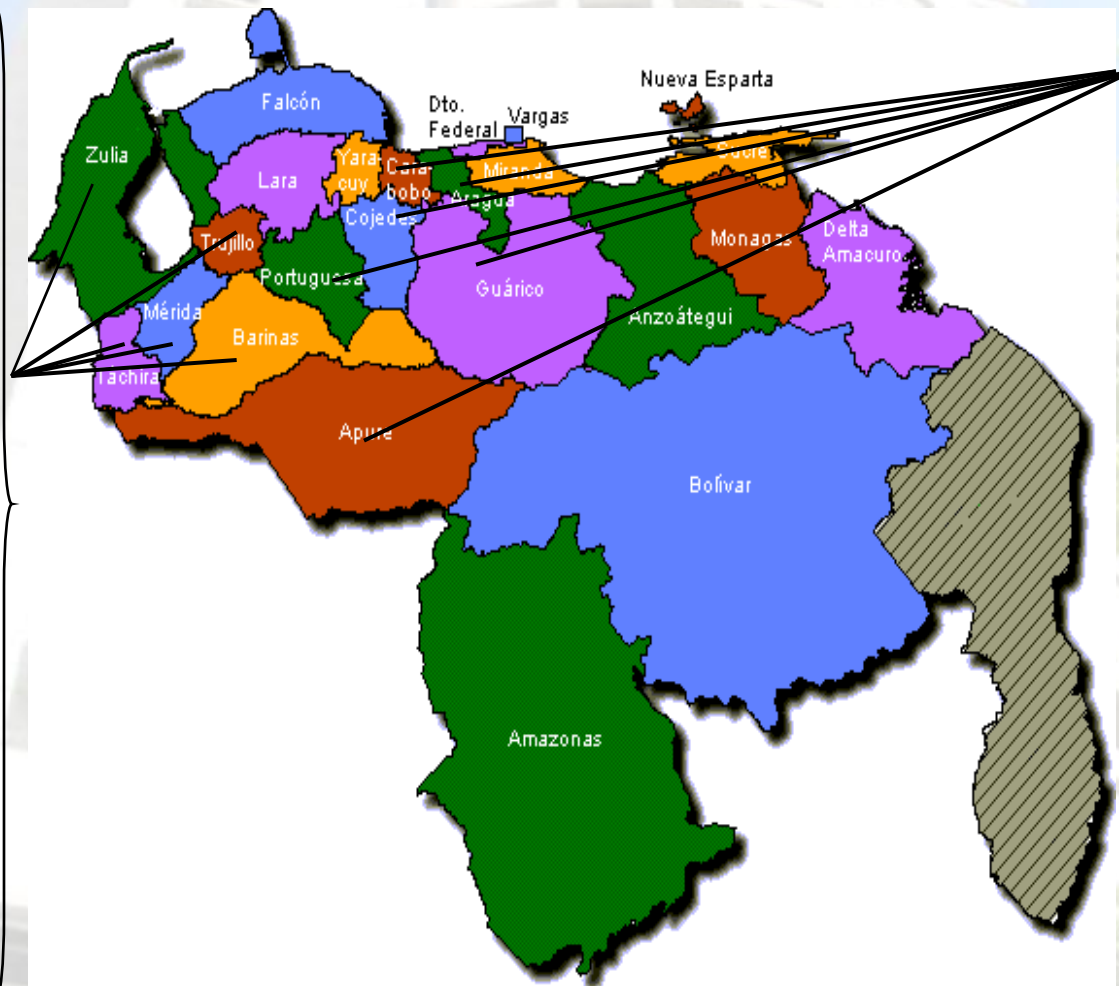 Nueva Esparta
Dto.
Federal
Vargas
Falcón
Zulia
Lara
Yara
cuy
Cara
bobo
Miranda
Sucre
Aragua
Cojedes
Trujillo
Portuguesa
Monagas
Delta
Amacuro
Mérida
Guárico
Anzoátegui
Barinas
Táchira
Apure
Bolívar
Amazonas